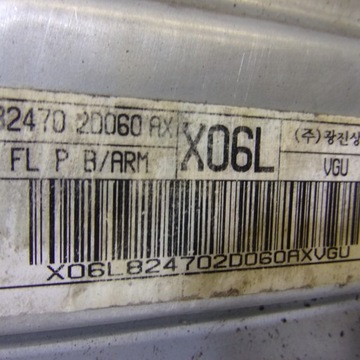 82470 2D060 AX
X06L
(주)광진상
FL P B/ARM
VGU
X06L824702D060AXVGU